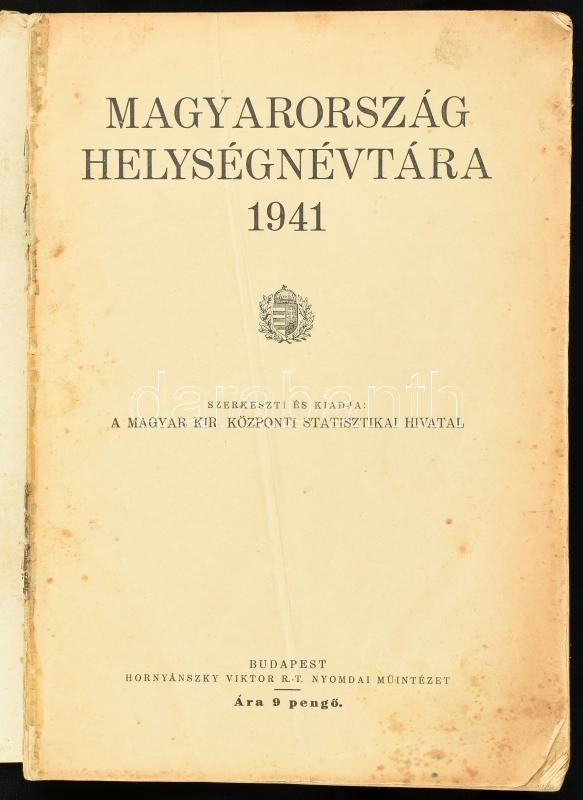 MAGYARORSZÁG
HELYSÉGNÉVTÁRA
1941
SZERKESZTI ÉS KIADJA:
A MAGYAR KIR. KÖZPONTI STATISZTIKAI HIVATAL
darabanth
BUDAPEST
HORNYÁNSZKY VIKTOR R.-T. NYOMDAI MŰINTÉZET
Ára 9 pengő.